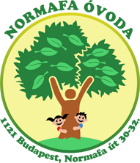 NORMAFA ÓVODA
1121 Budapest, Normafa út 30-32.